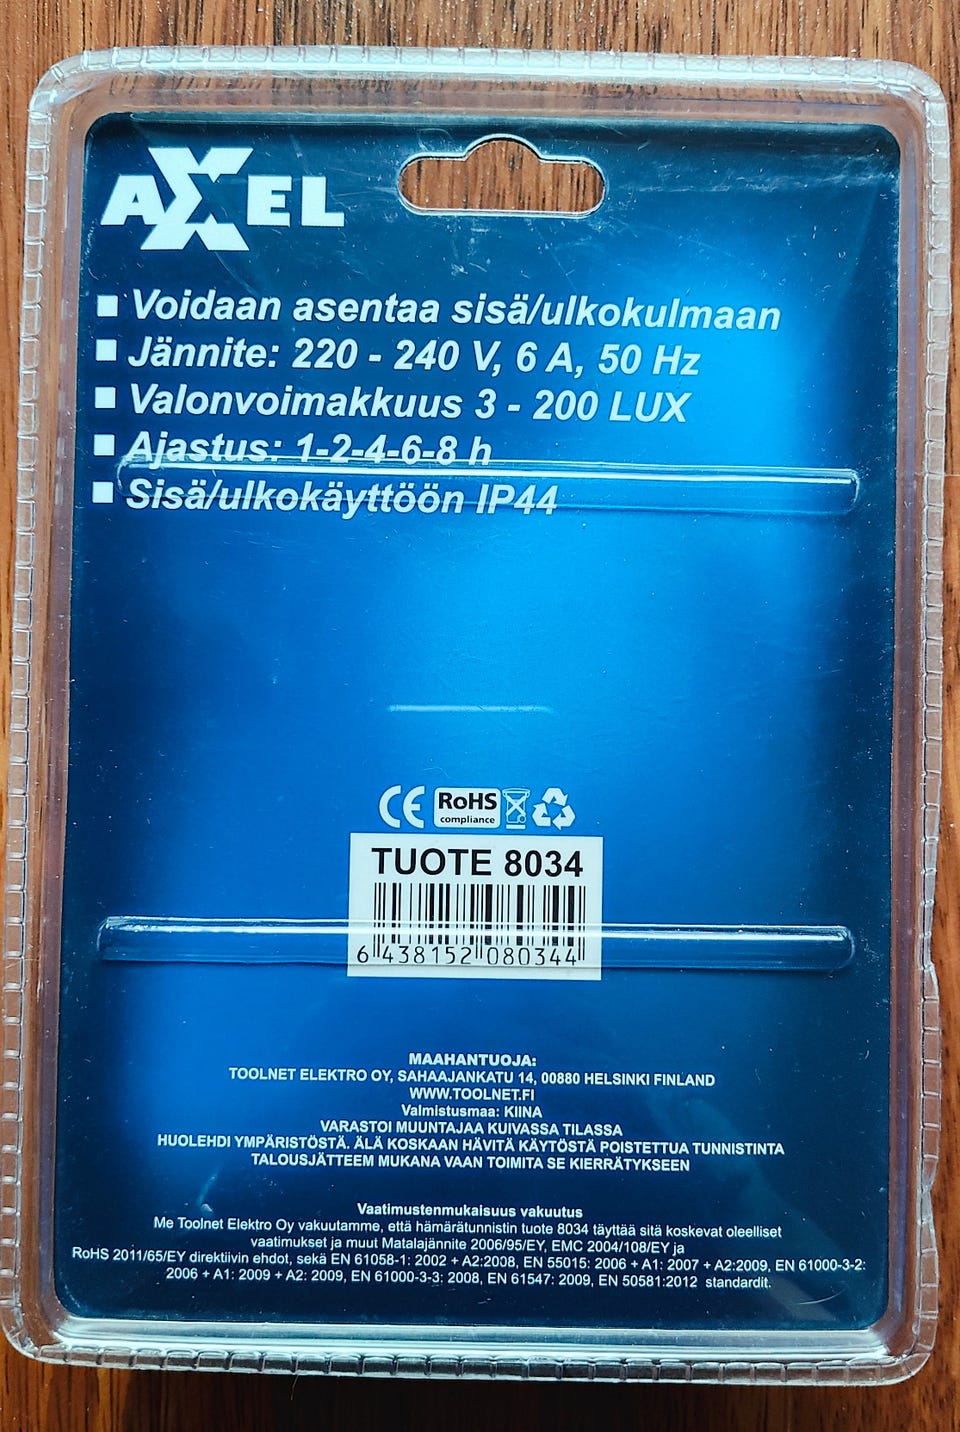 AXEL
Voidaan asentaa sisä/ulkokulmaan
Jännite: 220 - 240 V, 6 A, 50 Hz
Valonvoimakkuus 3 - 200 LUX
Ajastus: 1-2-4-6-8 h
Sisä/ulkokäyttöön IP44
CE RoHS
compliance
TUOTE 8034
6 438152 080344
MAAHANTUOJA:
TOOLNET ELEKTRO OY, SAHAAJANKATU 14, 00880 HELSINKI FINLAND
WWW.TOOLNET.FI
Valmistusmaa: KIINA
VARASTOI MUUNTAJAA KUIVASSA TILASSA
HUOLEHDI YMPÄRISTÖSTÄ. ÄLÄ KOSKAAN HÄVITÄ KÄYTÖSTÄ POISTETTUA TUNNISTINTA
TALOUSJÄTTEEM MUKANA VAAN TOIMITA SE KIERRÄTYKSEEN
Vaatimustenmukaisuus vakuutus
Me Toolnet Elektro Oy vakuutamme, että hämärätunnistin tuote 8034 täyttää sitä koskevat oleelliset
vaatimukset ja muut Matalajännite 2006/95/EY, EMC 2004/108/EY ja
RoHS 2011/65/EY direktiivin ehdot, sekä EN 61058-1: 2002 + A2:2008, EN 55015: 2006 + A1: 2007 + A2:2009, EN 61000-3-2:
2006 + A1: 2009 + A2: 2009, EN 61000-3-3: 2008, EN 61547: 2009, EN 50581:2012 standardit.